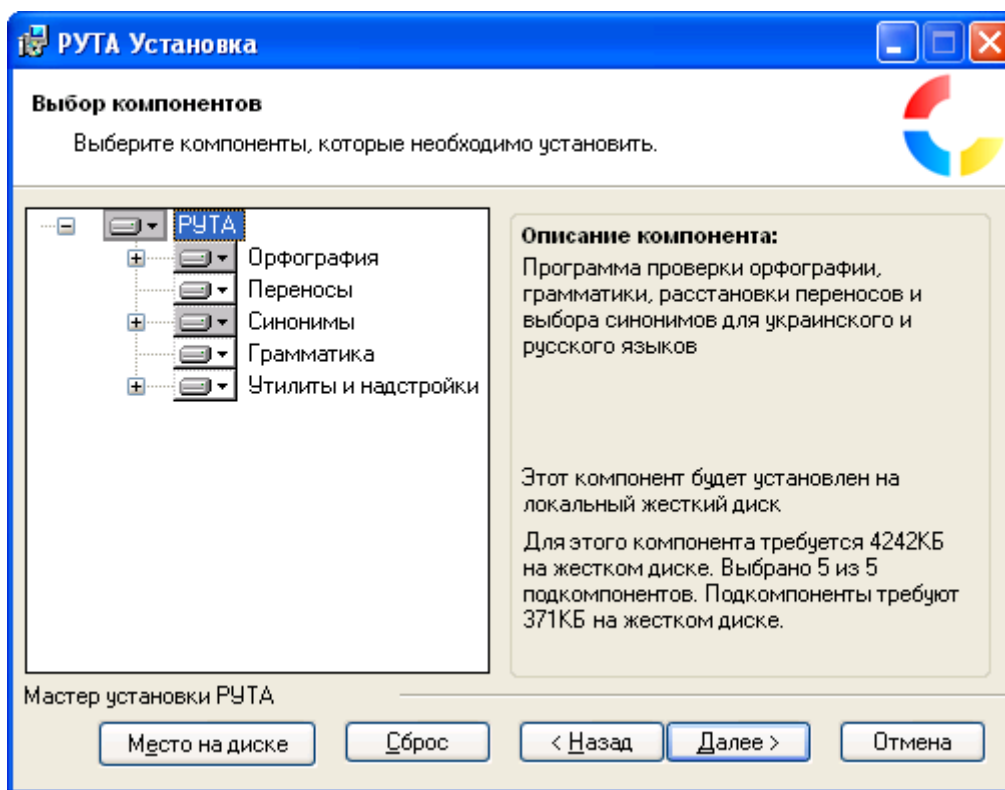 РУТА Установка
Выбор компонентов
Выберите компоненты, которые необходимо установить.
РУТА
Орфография
Переносы
Синонимы
Грамматика
Утилиты и надстройки
Описание компонента:
Программа проверки орфографии,
грамматики, расстановки переносов и
выбора синонимов для украинского и
русского языков
Этот компонент будет установлен на
локальный жесткий диск
Для этого компонента требуется 4242КБ
на жестком диске. Выбрано 5 из 5
подкомпонентов. Подкомпоненты требуют
371КБ на жестком диске.
Мастер установки РУТА
Место на диске
Сброс
< Назад
Далее >
Отмена